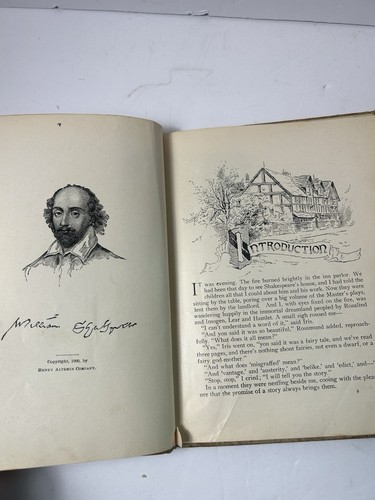 William Shakspere
Copyright, 1900, by
HENRY ALTEMUS COMPANY.
INTRODUCTION
IT was evening. The fire burned brightly in the inn parlor. We
had been that day to see Shakespeare's house, and I had told the
children all that I could about him and his work. Now they were
sitting by the table, poring over a big volume of the Master's plays,
lent them by the landlord. And I, with eyes fixed on the fire, was
wandering happily in the immortal dreamland peopled by Rosalind
and Imogen, Lear and Hamlet. A small sigh roused me—
"I can't understand a word of it," said Iris.
"And you said it was so beautiful," Rosamund added, reproach-
fully. "What does it all mean?"
"Yes," Iris went on, "you said it was a fairy tale, and we've read
three pages, and there's nothing about fairies, not even a dwarf, or a
fairy god-mother."
"And what does 'misgraffed' mean?"
"And 'vantage,' and 'austerity,' and 'belike,' and 'edict,' and—"
"Stop, stop," I cried; "I will tell you the story."
In a moment they were nestling beside me, cooing with the
ner that the promise of a story always brings them.